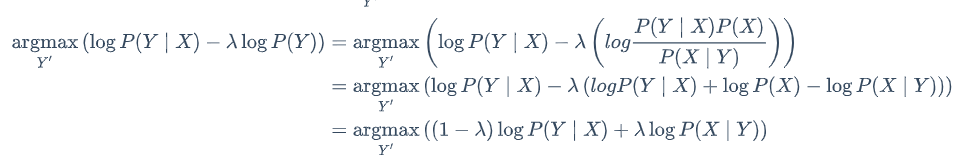 Y′
argmax (log P(Y | X) − λ log P(Y)) = argmax (log P(Y | X) − λ (log P(Y | X)P(X) / P(X | Y)))
Y′ Y′
= argmax (log P(Y | X) − λ (logP(Y | X) + log P(X) − log P(X | Y)))
Y′
= argmax ((1 − λ) log P(Y | X) + λ log P(X | Y))
Y′